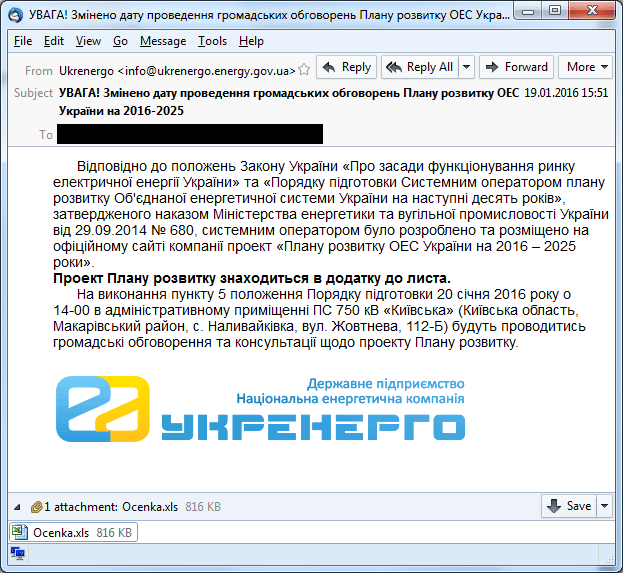 УВАГА! Змінено дату проведення громадських обговорень Плану розвитку ОЕС Укра...
File Edit View Go Message Tools Help
From Ukrenergo <info@ukrenergo.energy.gov.ua> Reply Reply All Forward More
Subject УВАГА! Змінено дату проведення громадських обговорень Плану розвитку ОЕС 19.01.2016 15:51
України на 2016-2025
To
Відповідно до положень Закону України «Про засади функціонування ринку
електричної енергії України» та «Порядку підготовки Системним оператором плану
розвитку Об'єднаної енергетичної системи України на наступні десять років»,
затвердженого наказом Міністерства енергетики та вугільної промисловості України
від 29.09.2014 № 680, системним оператором було розроблено та розміщено на
офіційному сайті компанії проект «Плану розвитку ОЕС України на 2016 – 2025
роки».
Проект Плану розвитку знаходиться в додатку до листа.
На виконання пункту 5 положення Порядку підготовки 20 січня 2016 року о
14-00 в адміністративному приміщенні ПС 750 кВ «Київська» (Київська область,
Макарівський район, с. Наливайківка, вул. Жовтнева, 112-Б) будуть проводитись
громадські обговорення та консультації щодо проекту Плану розвитку.
Державне підприємство
Національна енергетична компанія
УКРЕНЕРГО
1 attachment: Ocenka.xls 816 KB Save
Ocenka.xls 816 KB